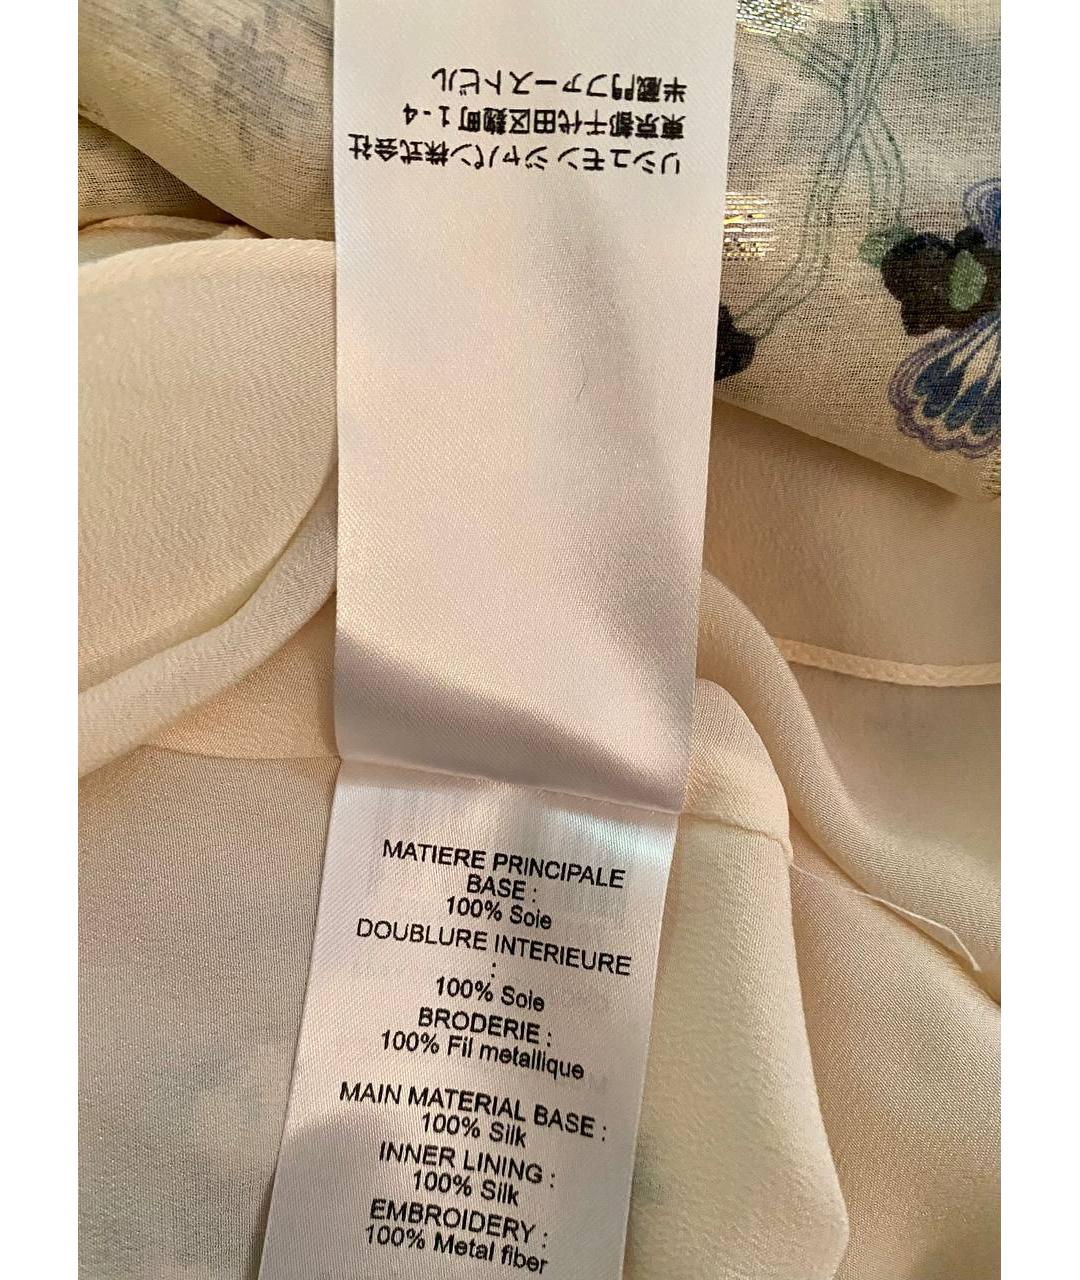 リシュモン ジャパン株式会社
東京都千代田区麹町 1-4
半蔵門ファーストビル
MATIERE PRINCIPALE
BASE :
100% Soie
DOUBLURE INTERIEURE
:
100% Soie
BRODERIE :
100% Fil metallique
MAIN MATERIAL BASE :
100% Silk
INNER LINING :
100% Silk
EMBROIDERY :
100% Metal fiber